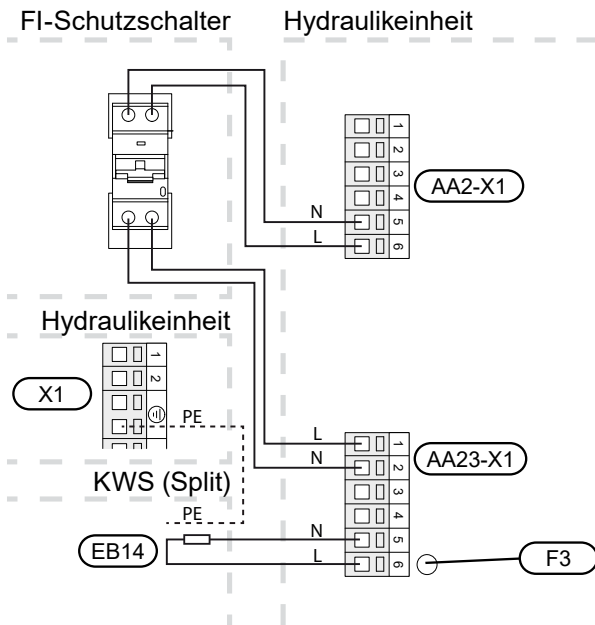 FI-Schutzschalter
Hydraulikeinheit
1
2
3
4
N 5
L 6
AA2-X1
Hydraulikeinheit
1
2
X1
PE
L 1
N 2
3
4
N 5
L 6
AA23-X1
KWS (Split)
PE
EB14
F3